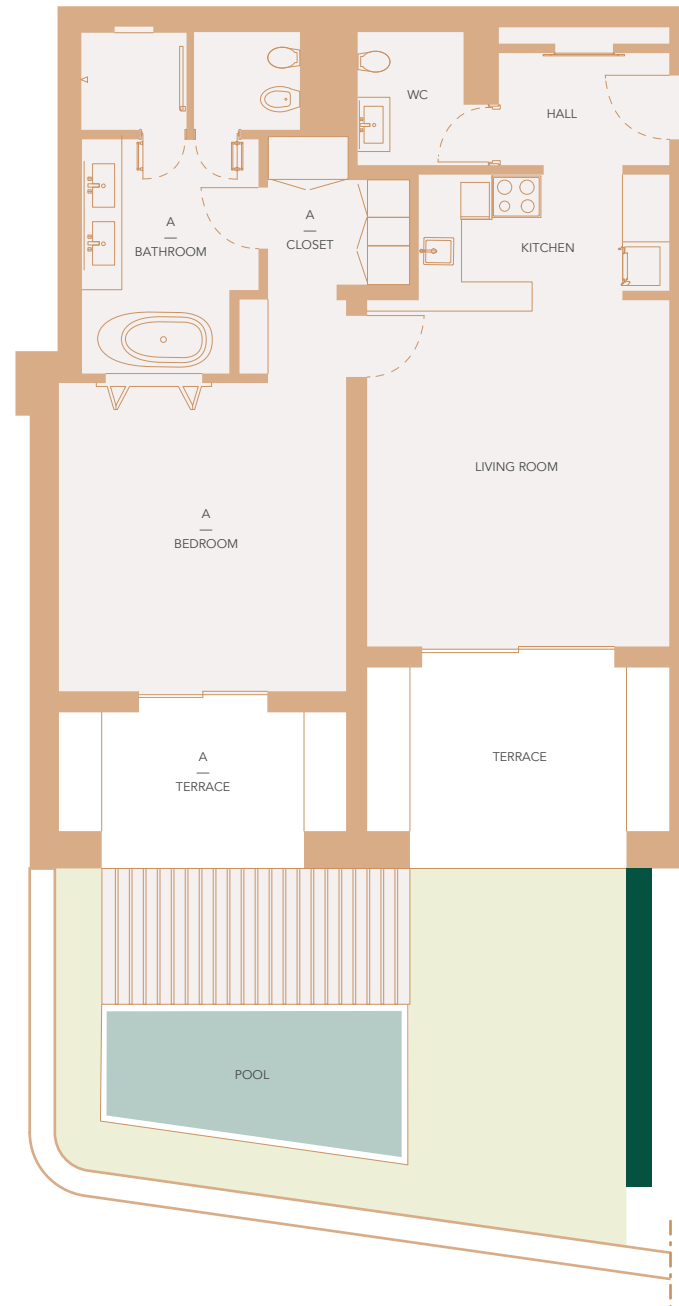 WC
HALL
A
BATHROOM
A
CLOSET
KITCHEN
LIVING ROOM
A
BEDROOM
A
TERRACE
TERRACE
POOL